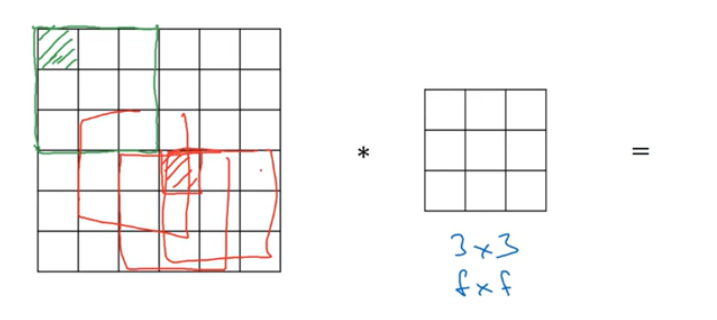 * =
3 x 3
f x f